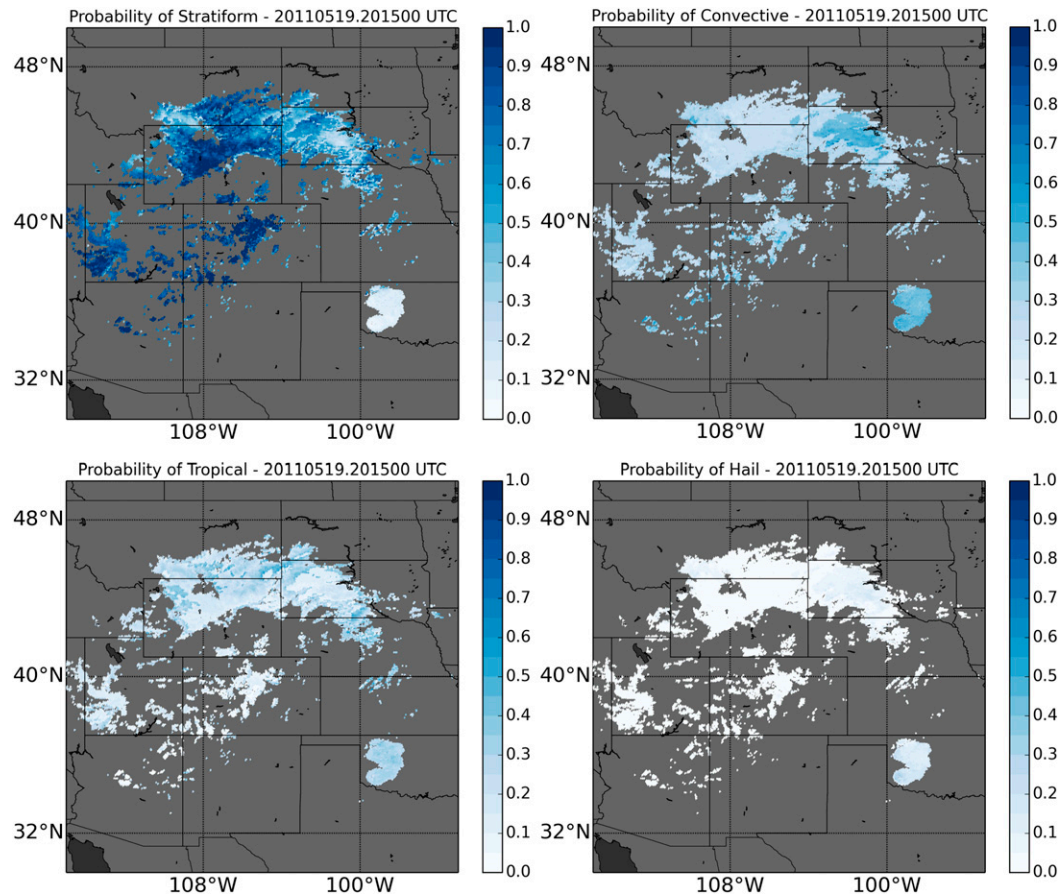 Probability of Stratiform - 20110519.201500 UTC
48°N
40°N
32°N
108°W
100°W
1.0
0.9
0.8
0.7
0.6
0.5
0.4
0.3
0.2
0.1
0.0
Probability of Convective - 20110519.201500 UTC
48°N
40°N
32°N
108°W
100°W
1.0
0.9
0.8
0.7
0.6
0.5
0.4
0.3
0.2
0.1
0.0
Probability of Tropical - 20110519.201500 UTC
48°N
40°N
32°N
108°W
100°W
1.0
0.9
0.8
0.7
0.6
0.5
0.4
0.3
0.2
0.1
0.0
Probability of Hail - 20110519.201500 UTC
48°N
40°N
32°N
108°W
100°W
1.0
0.9
0.8
0.7
0.6
0.5
0.4
0.3
0.2
0.1
0.0